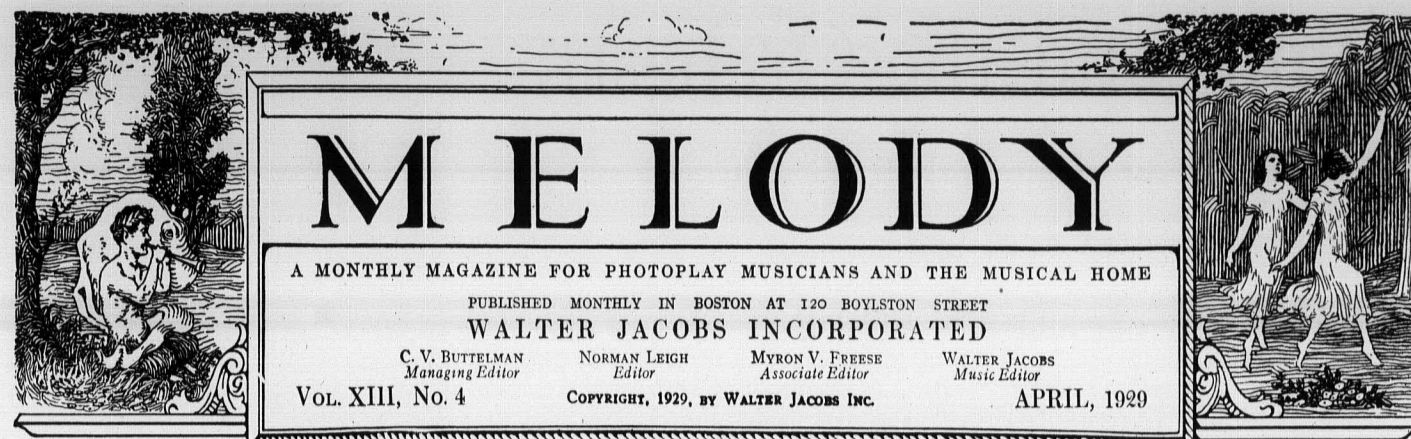 MELODY
A MONTHLY MAGAZINE FOR PHOTOPLAY MUSICIANS AND THE MUSICAL HOME
PUBLISHED MONTHLY IN BOSTON AT 120 BOYLSTON STREET
WALTER JACOBS INCORPORATED
C. V. BUTTELMAN NORMAN LEIGH MYRON V. FREESE WALTER JACOBS
Managing Editor Editor Associate Editor Music Editor
VOL. XIII, No. 4 COPYRIGHT, 1929, BY WALTER JACOBS INC. APRIL, 1929